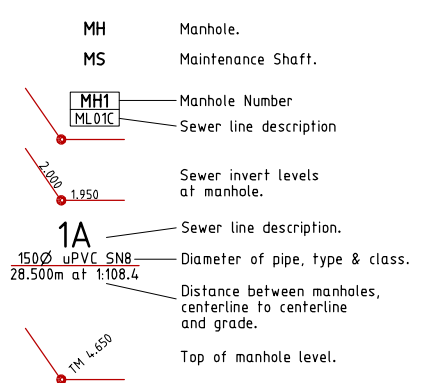 MH Manhole.
MS Maintenance Shaft.
MH1 Manhole Number
ML01C Sewer line description
2.000
1.950
Sewer invert levels
at manhole.
1A Sewer line description.
150Ø uPVC SN8 Diameter of pipe, type & class.
28.500m at 1:108.4
Distance between manholes,
centerline to centerline
and grade.
TM 4.650
Top of manhole level.